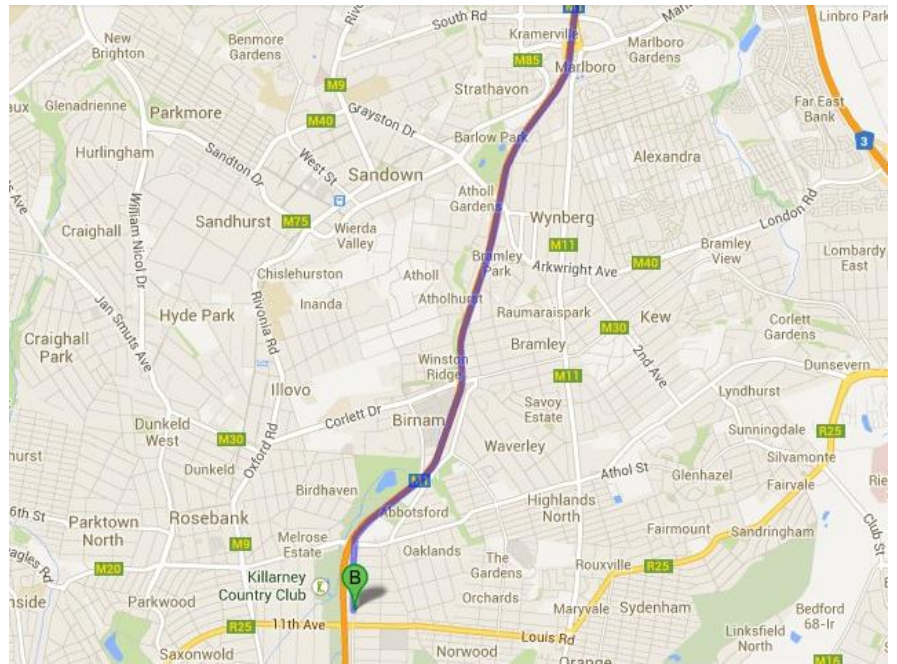 M1
South Rd
Kramerville
Linbro Park
New
Brighton
Benmore
Gardens
M85
Marlboro
Marlboro
Gardens
Glenadrienne
M9
Strathavon
Far East
Bank
Parkmore
M40
Grayston Dr
Barlow Park
3
Hurlingham
Sandton Dr
West St
Sandown
Alexandra
William Nicol Dr
Sandhurst
M75
Atholl
Gardens
Wynberg
London Rd
Craighall
Wierda
Valley
M11
Bramley
Park
Arkwright Ave
M40
Bramley
View
Lombardy
East
Chislehurston
Atholl
Jan Smuts Ave
Hyde Park
Rivonia Rd
Inanda
Atholhurst
Raumaraispark
M30
Kew
Corlett
Gardens
Craighall
Park
Winston
Ridge
Bramley
2nd Ave
M11
Dunsevern
Illovo
Lyndhurst
Corlett Dr
Birnam
Savoy
Estate
Dunkeld
West
M30
Oxford Rd
Sunningdale
R25
Waverley
Silvamonte
Dunkeld
Athol St
Glenhazel
Fairvale
Birdhaven
Highlands
North
6th St
Parktown
North
Rosebank
Abbotsford
Fairmount
Sandringham
Club St
M9
Melrose
Estate
Oaklands
The
Gardens
Rouxville
R25
M20
Killarney
Country Club
B
Orchards
Parkwood
Maryvale
Sydenham
Bedford
68-Ir
R25
11th Ave
Louis Rd
Linksfield
North
Saxonwold
Norwood
Orange
M16